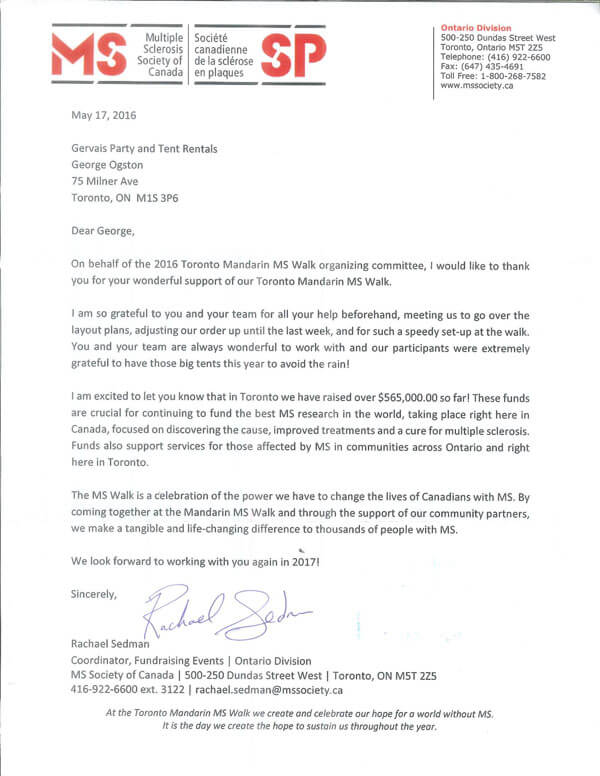 MS
Multiple
Sclerosis
Society of
Canada
Société
canadienne
de la sclérose
en plaques
SP
Ontario Division
500-250 Dundas Street West
Toronto, Ontario M5T 2Z5
Telephone: (416) 922-6600
Fax: (647) 435-4691
Toll Free: 1-800-268-7582
www.mssociety.ca
May 17, 2016
Gervais Party and Tent Rentals
George Ogston
75 Milner Ave
Toronto, ON M1S 3P6
Dear George,
On behalf of the 2016 Toronto Mandarin MS Walk organizing committee, I would like to thank
you for your wonderful support of our Toronto Mandarin MS Walk.
I am so grateful to you and your team for all your help beforehand, meeting us to go over the
layout plans, adjusting our order up until the last week, and for such a speedy set-up at the walk.
You and your team are always wonderful to work with and our participants were extremely
grateful to have those big tents this year to avoid the rain!
I am excited to let you know that in Toronto we have raised over $565,000.00 so far! These funds
are crucial for continuing to fund the best MS research in the world, taking place right here in
Canada, focused on discovering the cause, improved treatments and a cure for multiple sclerosis.
Funds also support services for those affected by MS in communities across Ontario and right
here in Toronto.
The MS Walk is a celebration of the power we have to change the lives of Canadians with MS. By
coming together at the Mandarin MS Walk and through the support of our community partners,
we make a tangible and life-changing difference to thousands of people with MS.
We look forward to working with you again in 2017!
Sincerely,
Rachael Sedman
Rachael Sedman
Coordinator, Fundraising Events | Ontario Division
MS Society of Canada | 500-250 Dundas Street West | Toronto, ON M5T 2Z5
416-922-6600 ext. 3122 | rachael.sedman@mssociety.ca
At the Toronto Mandarin MS Walk we create and celebrate our hope for a world without MS.
It is the day we create the hope to sustain us throughout the year.